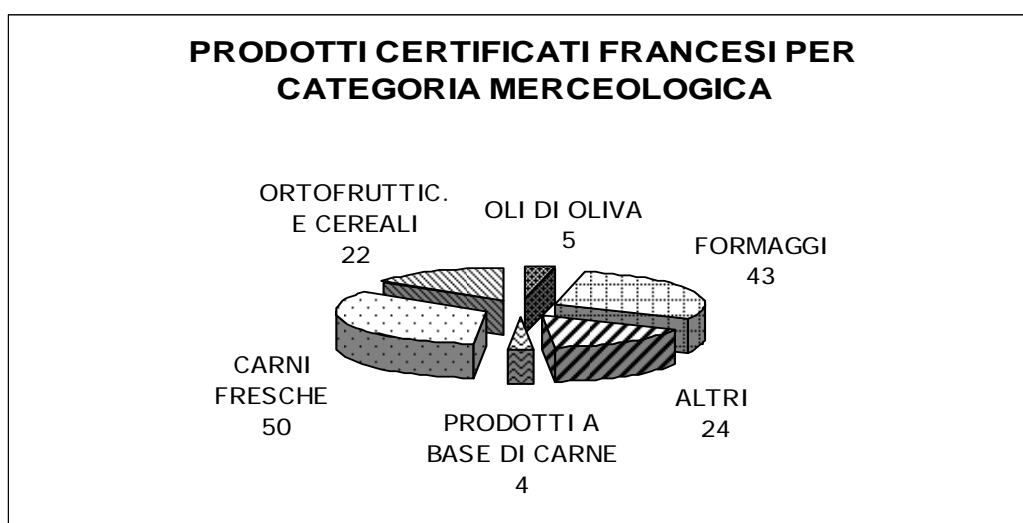 PRODOTTI CERTIFICATI FRANCESI PER
CATEGORIA MERCEOLOGICA
ORTOFRUTTIC.
E CEREALI
22
OLI DI OLIVA
5
FORMAGGI
43
CARNI
FRESCHE
50
PRODOTTI A
BASE DI CARNE
4
ALTRI
24